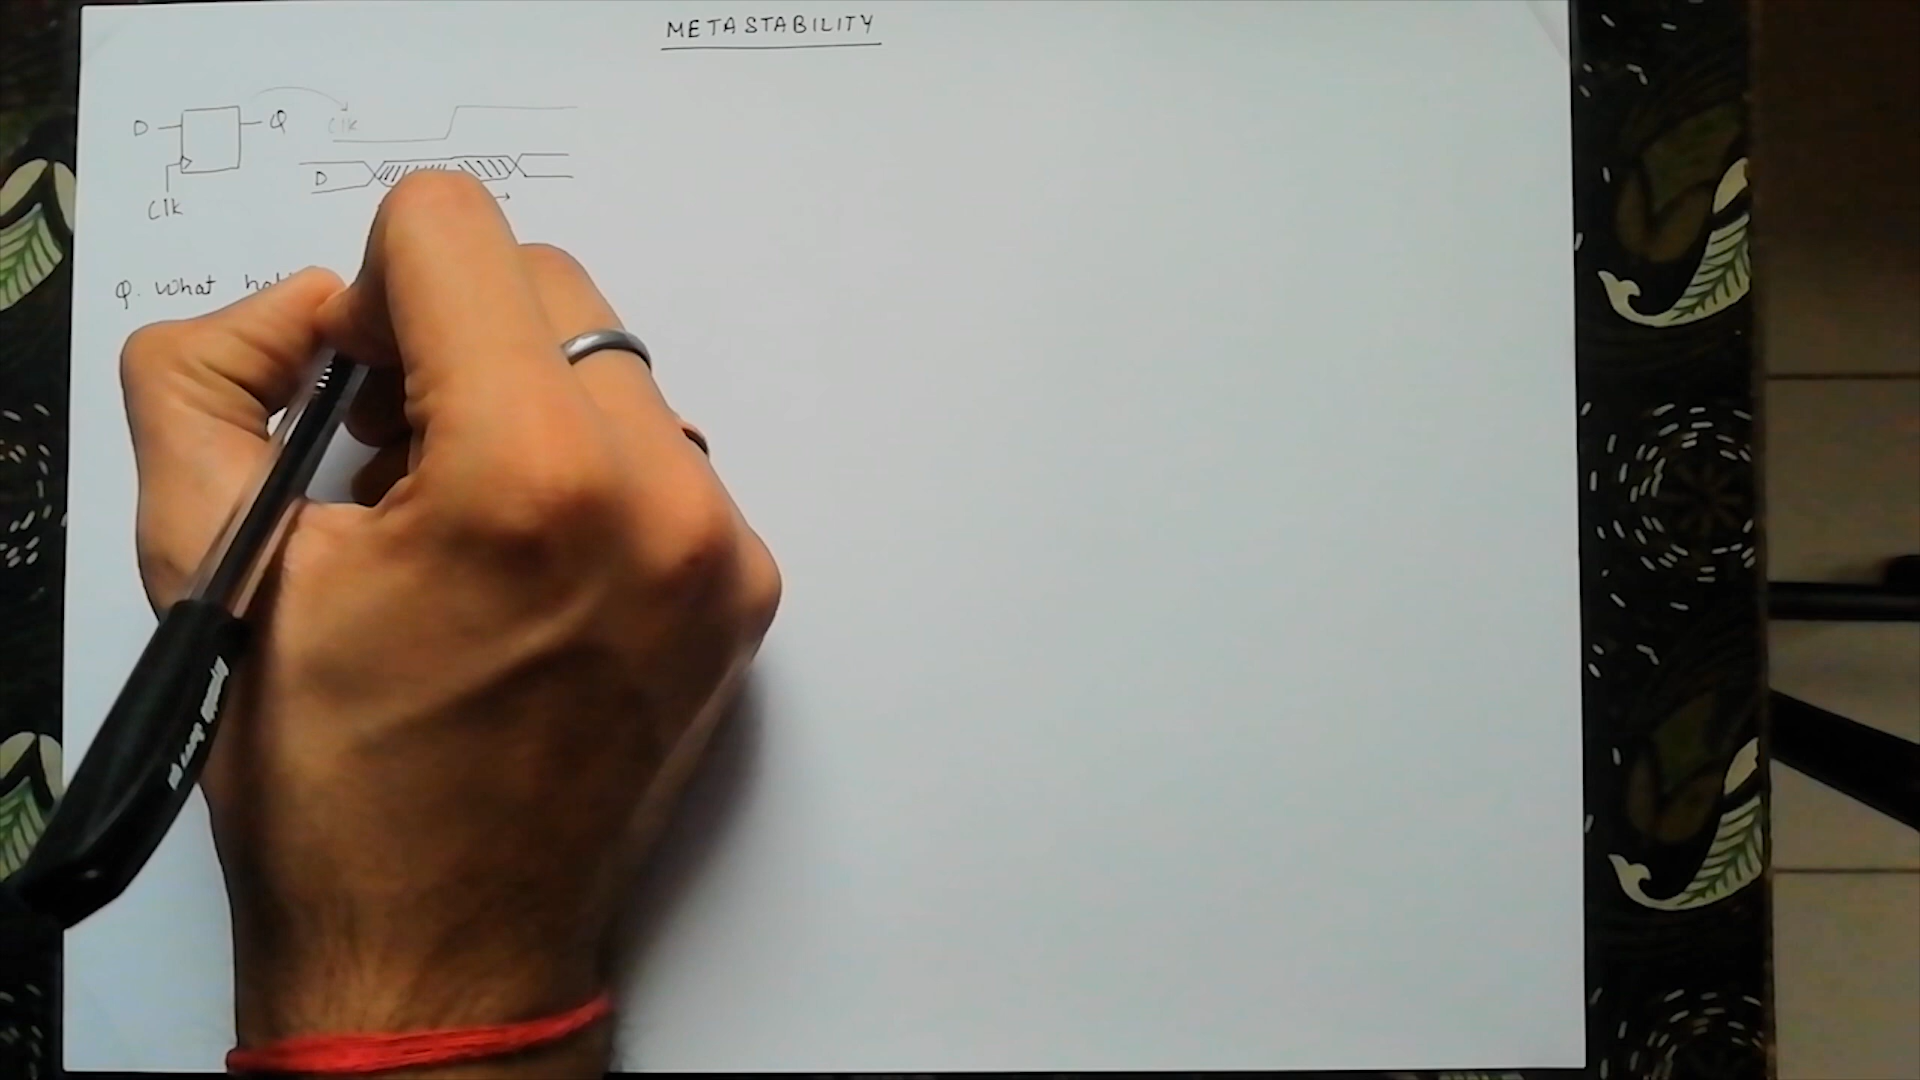 METASTABILITY
D Q Clk
D
Clk
Q. What